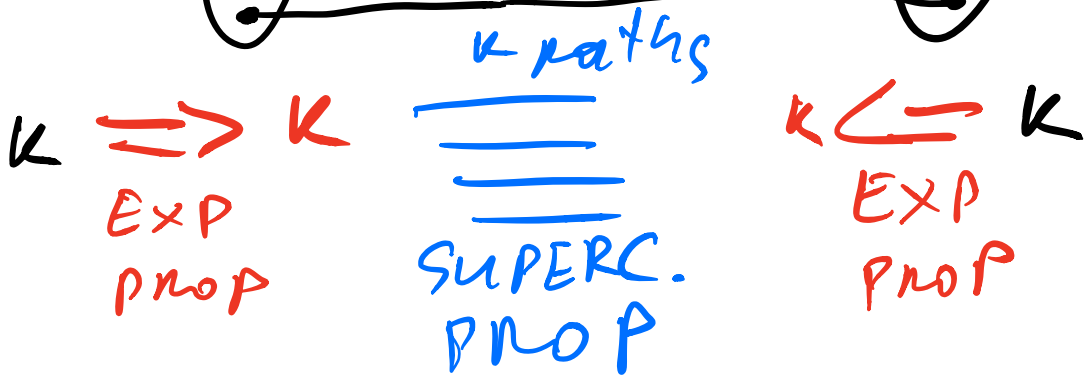 K paths
K => K K <= K
EXP EXP
PROP PROP
SUPERC.
PROP